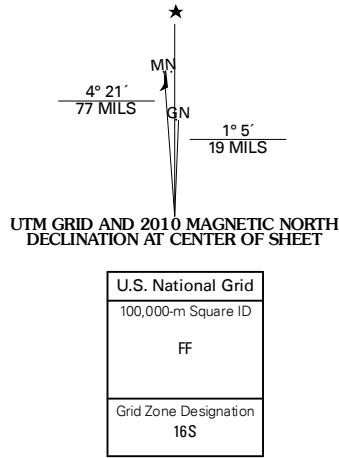 ★
MN
4° 21´
77 MILS
GN
1° 5´
19 MILS
UTM GRID AND 2010 MAGNETIC NORTH
DECLINATION AT CENTER OF SHEET
U.S. National Grid
100,000-m Square ID
FF
Grid Zone Designation
16S